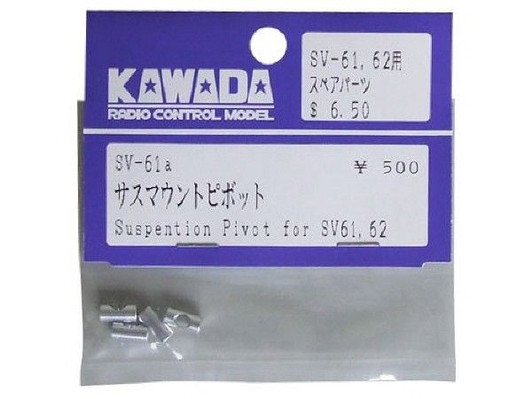 KAWADA
RADIO CONTROL MODEL
SV-61,62用
スペアパーツ
$ 6.50
SV-61a ￥ 500
サスマウントピボット
Suspention Pivot for SV61,62